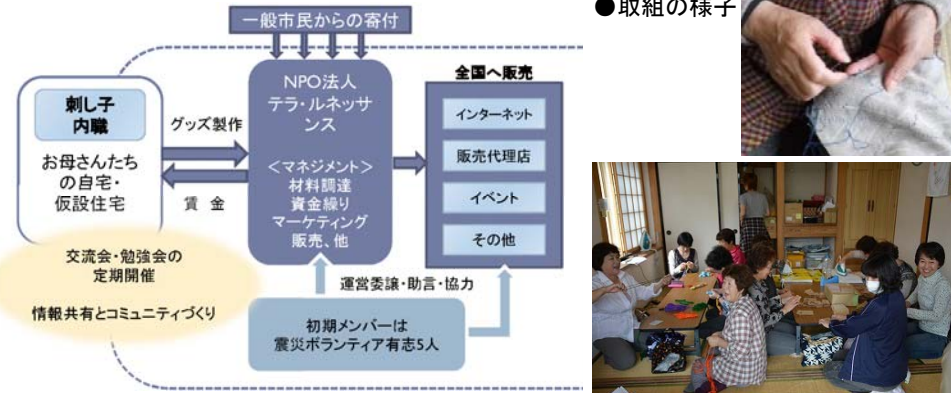 一般市民からの寄付
●取組の様子
刺し子
内職
お母さんたち
の自宅・
仮設住宅
グッズ製作
賃 金
NPO法人
テラ・ルネッサ
ンス
<マネジメント>
材料調達
資金繰り
マーケティング
販売、他
全国へ販売
インターネット
販売代理店
イベント
その他
交流会・勉強会の
定期開催
情報共有とコミュニティづくり
運営委譲・助言・協力
初期メンバーは
震災ボランティア有志5人